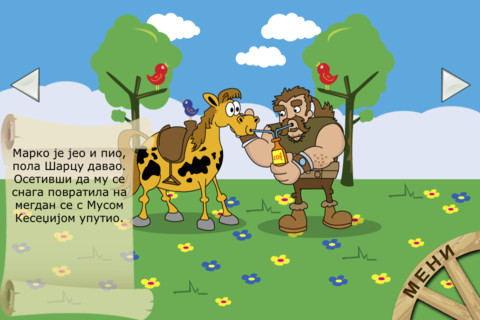 Марко је јео и пио,
пола Шарцу давао.
Осетивши да му се
снага повратила на
мегдан се с Мусом
Кесеџијом упутио.
МЕНИ